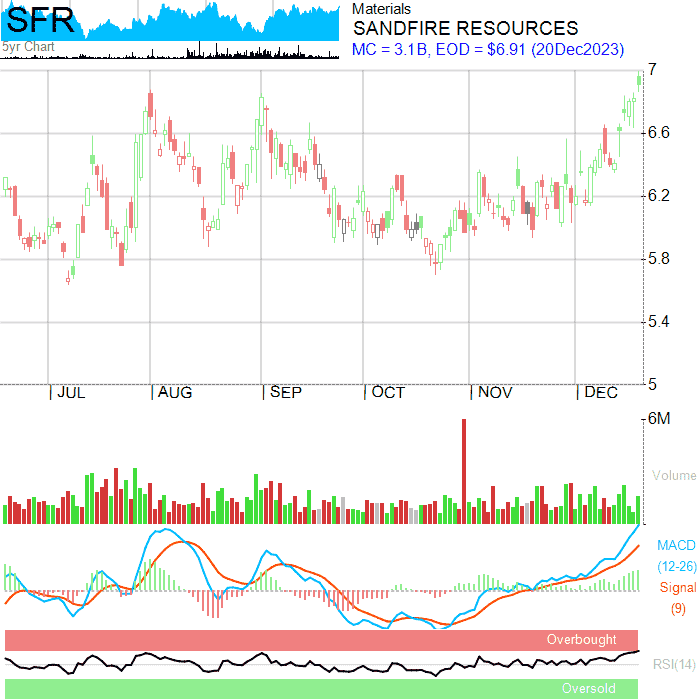 SFR
5yr Chart
Materials
SANDFIRE RESOURCES
MC = 3.1B, EOD = $6.91 (20Dec2023)
7
6.6
6.2
5.8
5.4
5
JUL
AUG
SEP
OCT
NOV
DEC
6M
Volume
MACD
(12-26)
Signal
(9)
Overbought
RSI(14)
Oversold